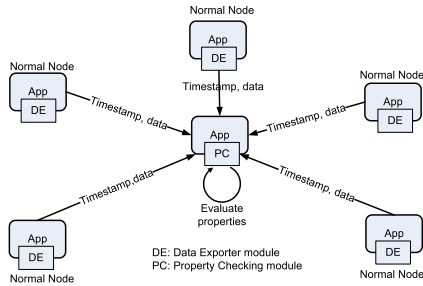 Normal Node
App
DE
Normal Node
App
DE
Normal Node
App
DE
Timestamp, data
Timestamp, data
Timestamp, data
App
PC
Timestamp,data
Timestamp, data
Evaluate
properties
App
DE
Normal Node
App
DE
Normal Node
DE: Data Exporter module
PC: Property Checking module